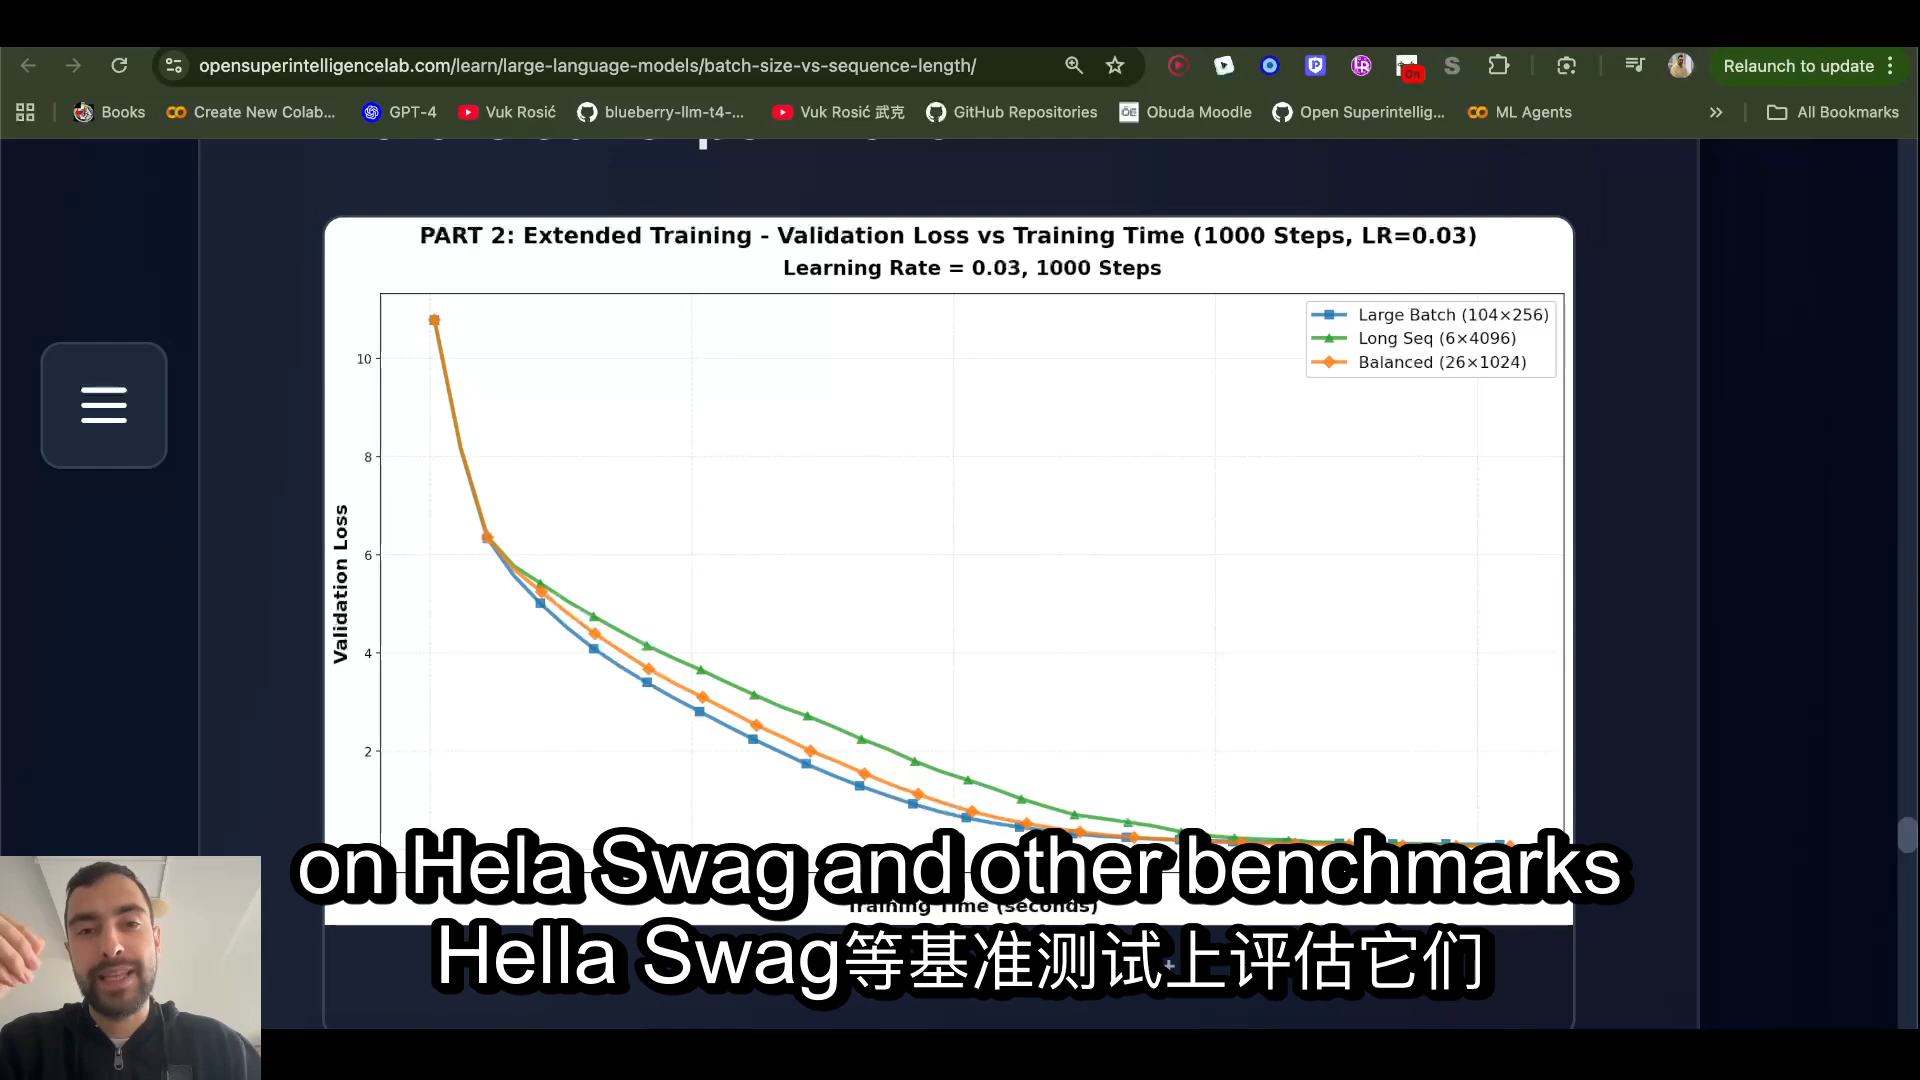 opensuperintelligencelab.com/learn/large-language-models/batch-size-vs-sequence-length/
On
S
Relaunch to update
Books
Create New Colab...
GPT-4
Vuk Rosić
blueberry-llm-t4-...
Vuk Rosić 武克
GitHub Repositories
Obuda Moodle
Open Superintellig...
ML Agents
All Bookmarks
PART 2: Extended Training - Validation Loss vs Training Time (1000 Steps, LR=0.03)
Learning Rate = 0.03, 1000 Steps
Large Batch (104×256)
Long Seq (6×4096)
Balanced (26×1024)
10
8
6
4
2
Validation Loss
Training Time (seconds)
on Hela Swag and other benchmarks
Hella Swag等基准测试上评估它们